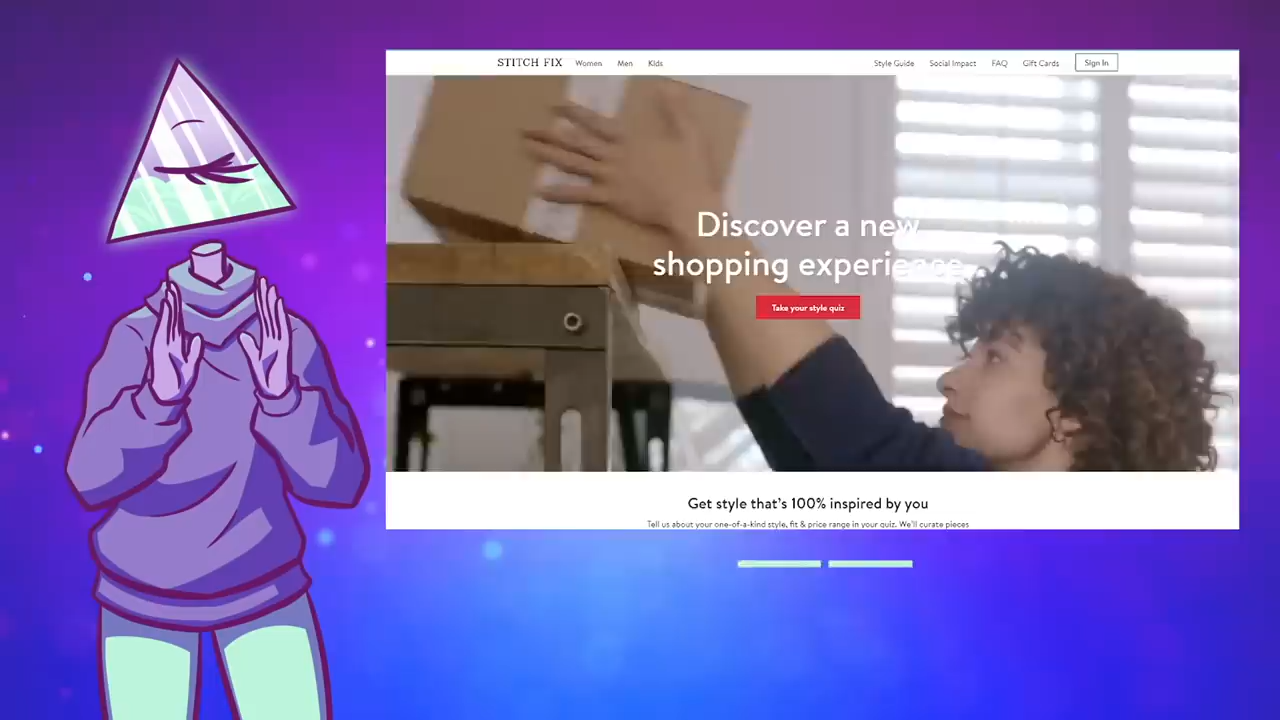 STITCH FIX Women Men Kids Style Guide Social Impact FAQ Gift Cards Sign In
Discover a new
shopping experience
Take your style quiz
Get style that's 100% inspired by you
Tell us about your one-of-a-kind style, fit & price range in your quiz. We'll curate pieces